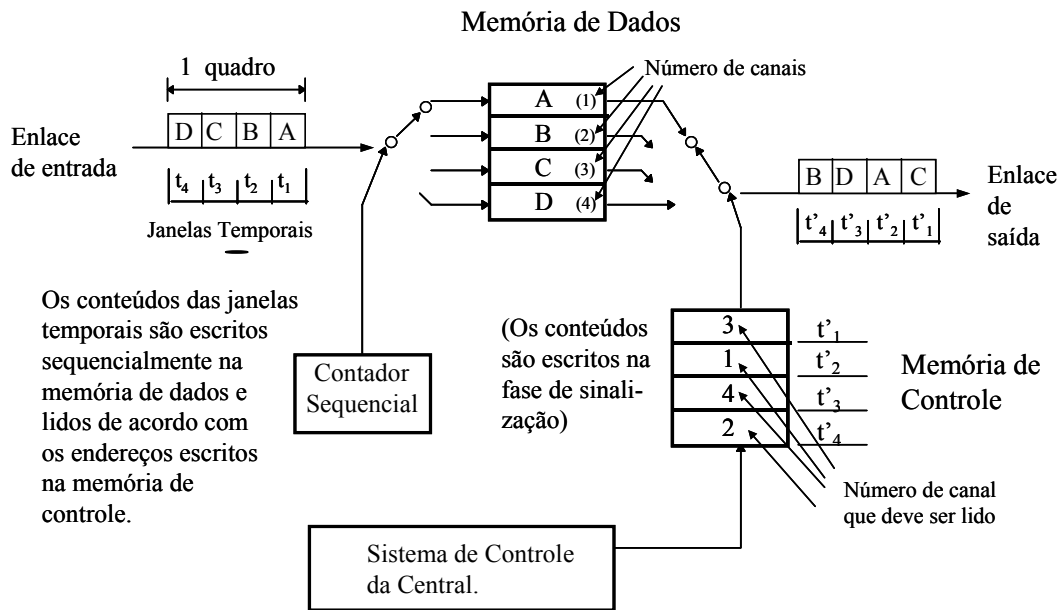 Memória de Dados
1 quadro
Número de canais
Enlace
de entrada
D C B A
t4 t3 t2 t1
Janelas Temporais
A (1)
B (2)
C (3)
D (4)
B D A C
t'4 t'3 t'2 t'1
Enlace
de
saída
Os conteúdos das janelas
temporais são escritos
sequencialmente na
memória de dados e
lidos de acordo com
os endereços escritos
na memória de
controle.
Contador
Sequencial
(Os conteúdos
são escritos na
fase de sinali-
zação)
3 t'1
1 t'2
4 t'3
2 t'4
Memória de
Controle
Número de canal
que deve ser lido
Sistema de Controle
da Central.